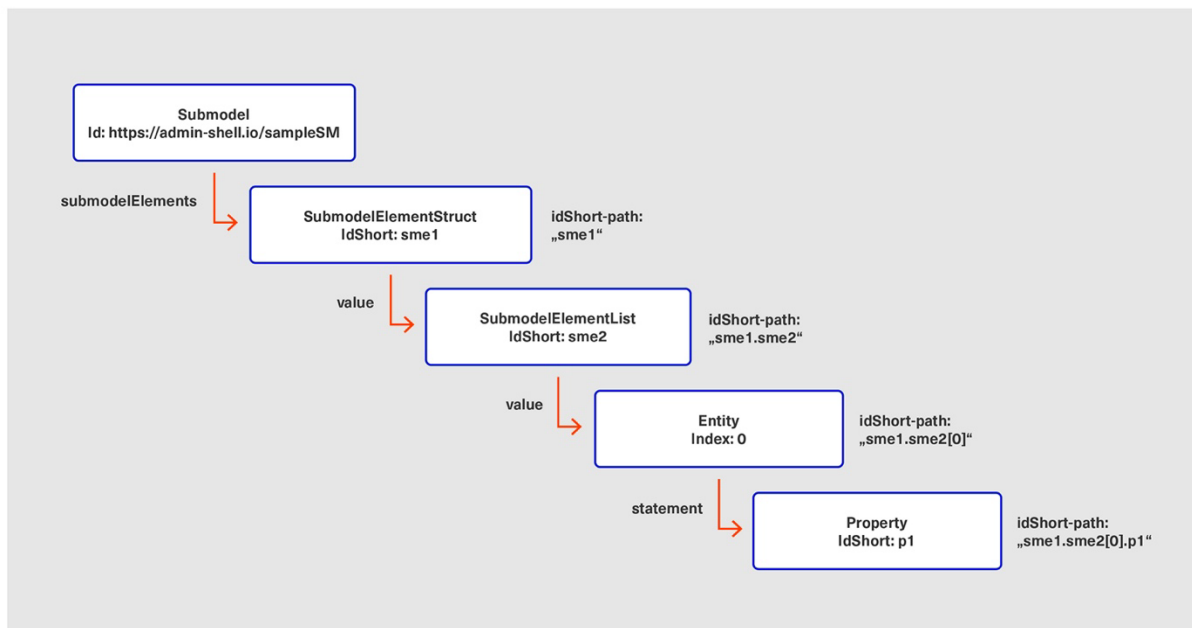 Submodel
Id: https://admin-shell.io/sampleSM
submodelElements
SubmodelElementStruct
IdShort: sme1
idShort-path:
„sme1“
value
SubmodelElementList
IdShort: sme2
idShort-path:
„sme1.sme2“
value
Entity
Index: 0
idShort-path:
„sme1.sme2[0]“
statement
Property
IdShort: p1
idShort-path:
„sme1.sme2[0].p1“